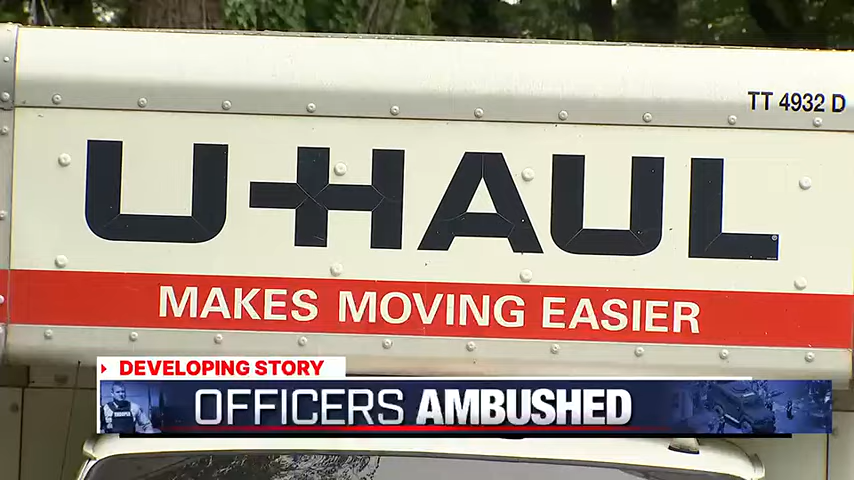 TT 4932 D
U-HAUL
MAKES MOVING EASIER
DEVELOPING STORY
OFFICERS AMBUSHED